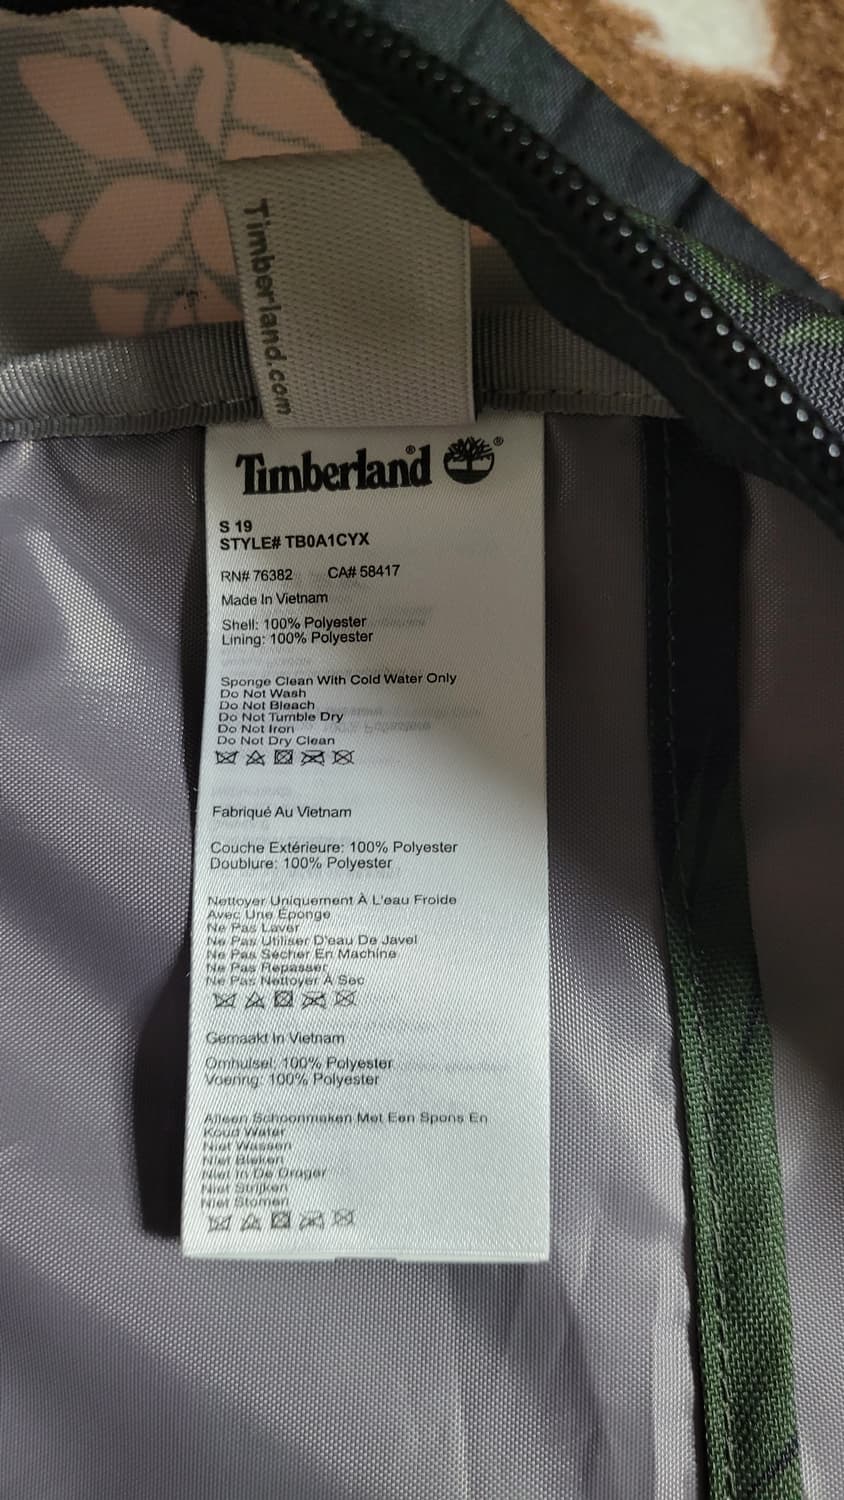 Timberland.com
Timberland® ®
S 19
STYLE# TB0A1CYX
RN# 76382 CA# 58417
Made In Vietnam
Shell: 100% Polyester
Lining: 100% Polyester
Sponge Clean With Cold Water Only
Do Not Wash
Do Not Bleach
Do Not Tumble Dry
Do Not Iron
Do Not Dry Clean
Fabriqué Au Vietnam
Couche Extérieure: 100% Polyester
Doublure: 100% Polyester
Nettoyer Uniquement À L'eau Froide
Avec Une Éponge
Ne Pas Laver
Ne Pas Utiliser D'eau De Javel
Ne Pas Sécher En Machine
Ne Pas Repasser
Ne Pas Nettoyer À Sec
Gemaakt In Vietnam
Omhulsel: 100% Polyester
Voering: 100% Polyester
Alleen Schoonmaken Met Een Spons En
Koud Water
Niet Wassen
Niet Bleken
Niet In De Droger
Niet Strijken
Niet Stomen